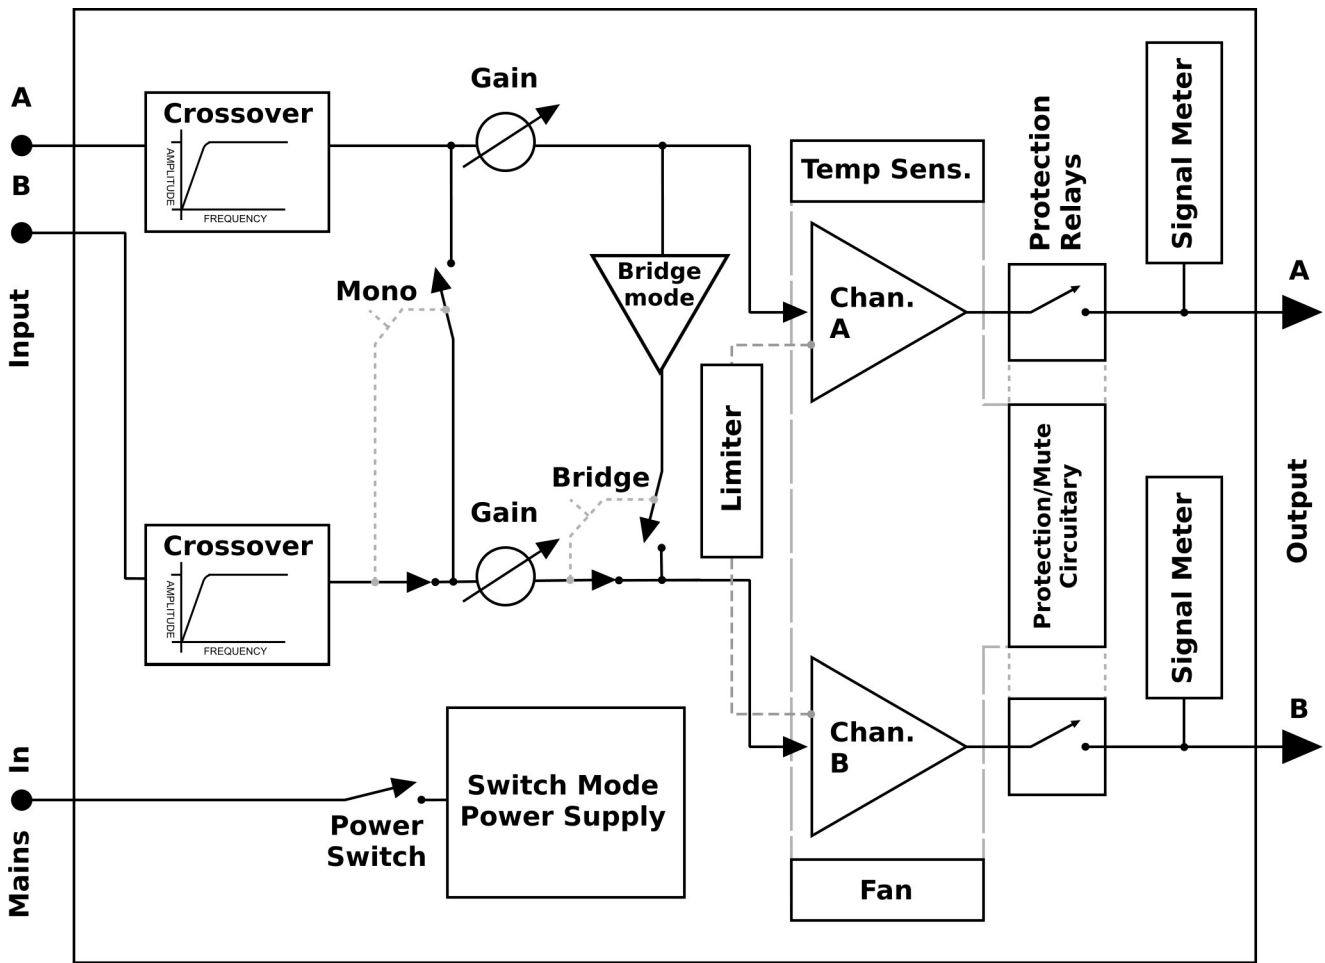 A
B
Input
Crossover
AMPLITUDE
FREQUENCY
Gain
Mono
Bridge
mode
Temp Sens.
Chan.
A
Protection
Relays
Signal Meter
A
Limiter
Bridge
Gain
Crossover
AMPLITUDE
FREQUENCY
Protection/Mute
Circuitary
Output
Signal Meter
B
Chan.
B
Mains In
Power
Switch
Switch Mode
Power Supply
Fan